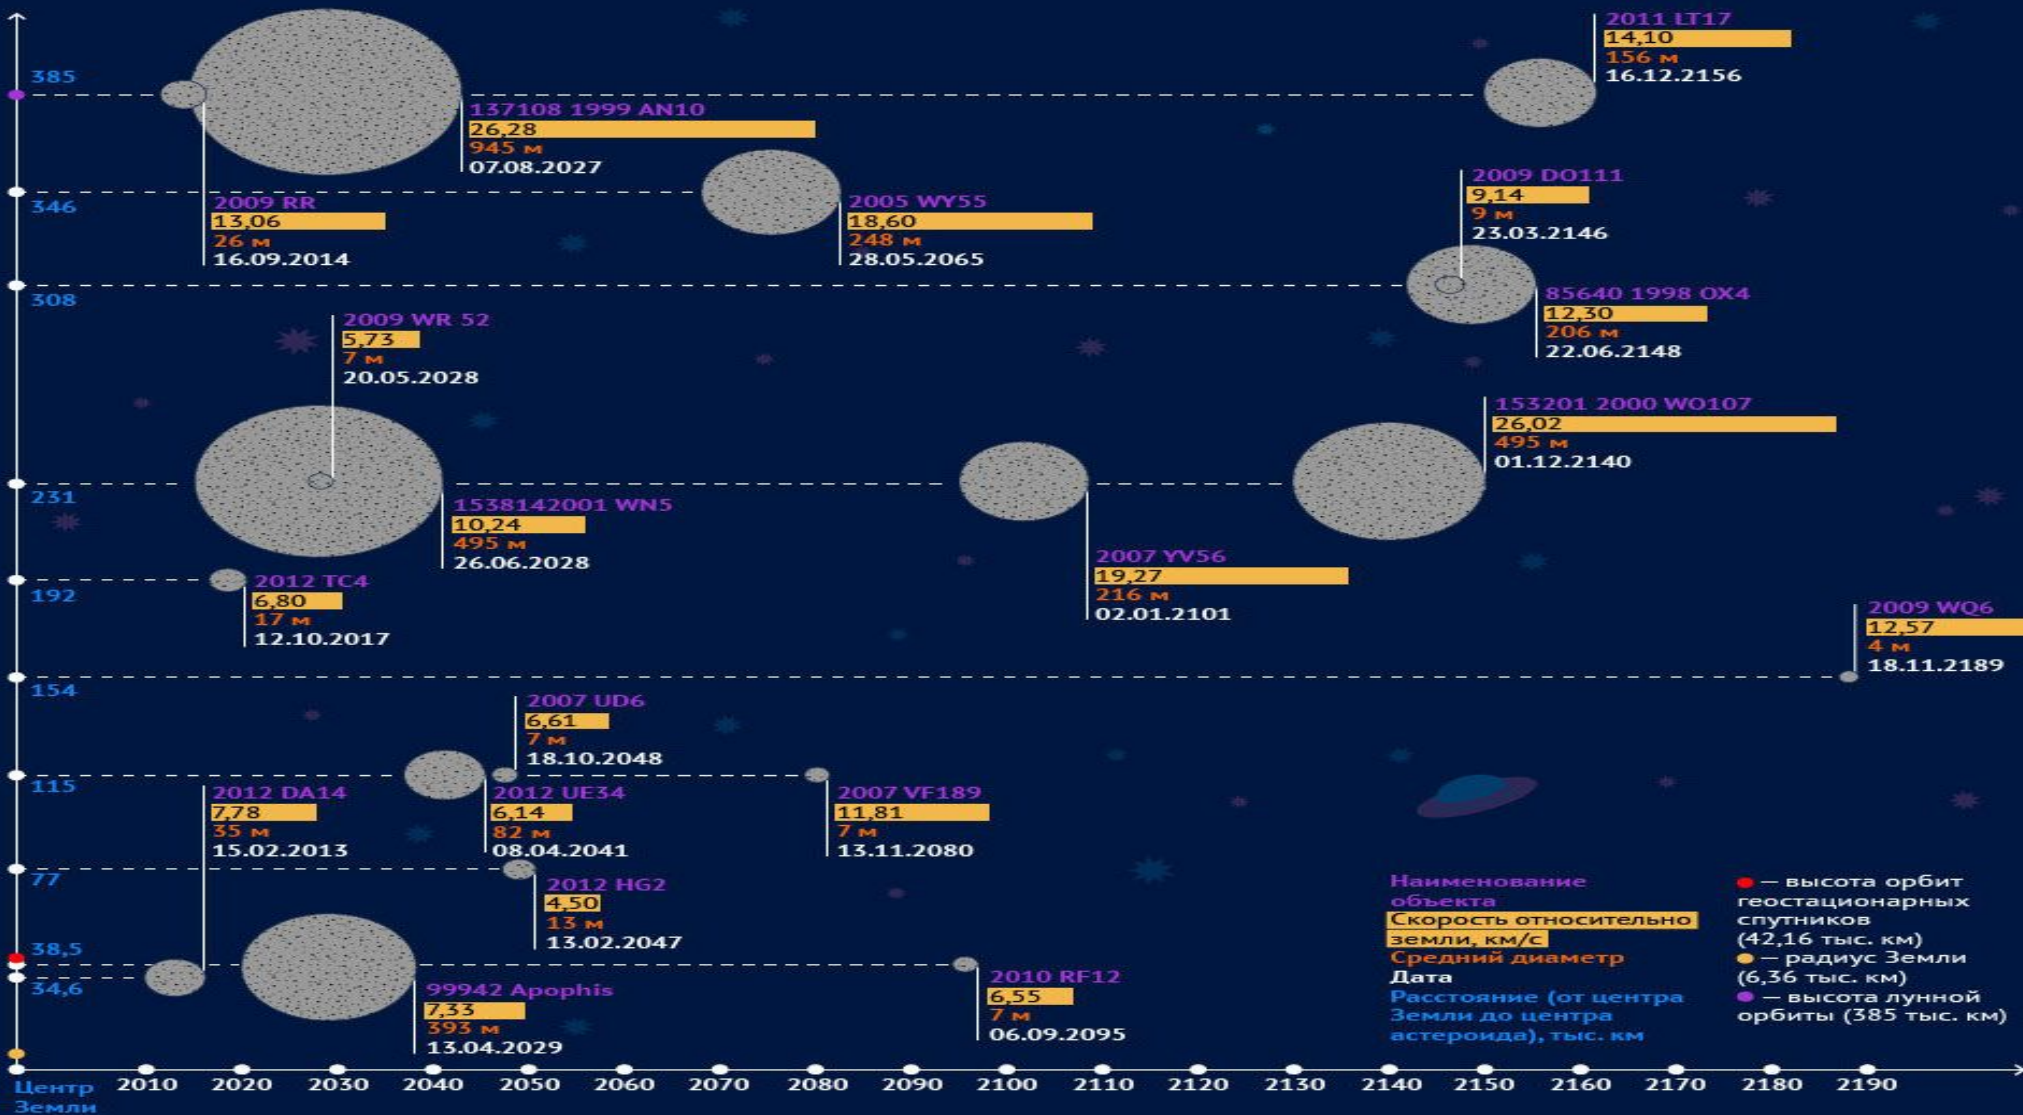 2011 LT17
14,10
156 м
16.12.2156
385
137108 1999 AN10
26,28
945 м
07.08.2027
2009 RR
13,06
26 м
16.09.2014
346
2005 WY55
18,60
248 м
28.05.2065
2009 DO111
9,14
9 м
23.03.2146
308
85640 1998 OX4
12,30
206 м
22.06.2148
2009 WR 52
5,73
7 м
20.05.2028
153201 2000 WO107
26,02
495 м
01.12.2140
231
1538142001 WN5
10,24
495 м
26.06.2028
2007 YV56
19,27
216 м
02.01.2101
192
2012 TC4
6,80
17 м
12.10.2017
2009 WQ6
12,57
4 м
18.11.2189
154
2007 UD6
6,61
7 м
18.10.2048
115
2012 DA14
7,78
35 м
15.02.2013
2012 UE34
6,14
82 м
08.04.2041
2007 VF189
11,81
7 м
13.11.2080
77
2012 HG2
4,50
13 м
13.02.2047
38,5
34,6
99942 Apophis
7,33
393 м
13.04.2029
2010 RF12
6,55
7 м
06.09.2095
Наименование
объекта
Скорость относительно
земли, км/с
Средний диаметр
Дата
Расстояние (от центра
Земли до центра
астероида), тыс. км
— высота орбит
геостационарных
спутников
(42,16 тыс. км)
— радиус Земли
(6,36 тыс. км)
— высота лунной
орбиты (385 тыс. км)
Центр
Земли
2010 2020 2030 2040 2050 2060 2070 2080 2090 2100 2110 2120 2130 2140 2150 2160 2170 2180 2190